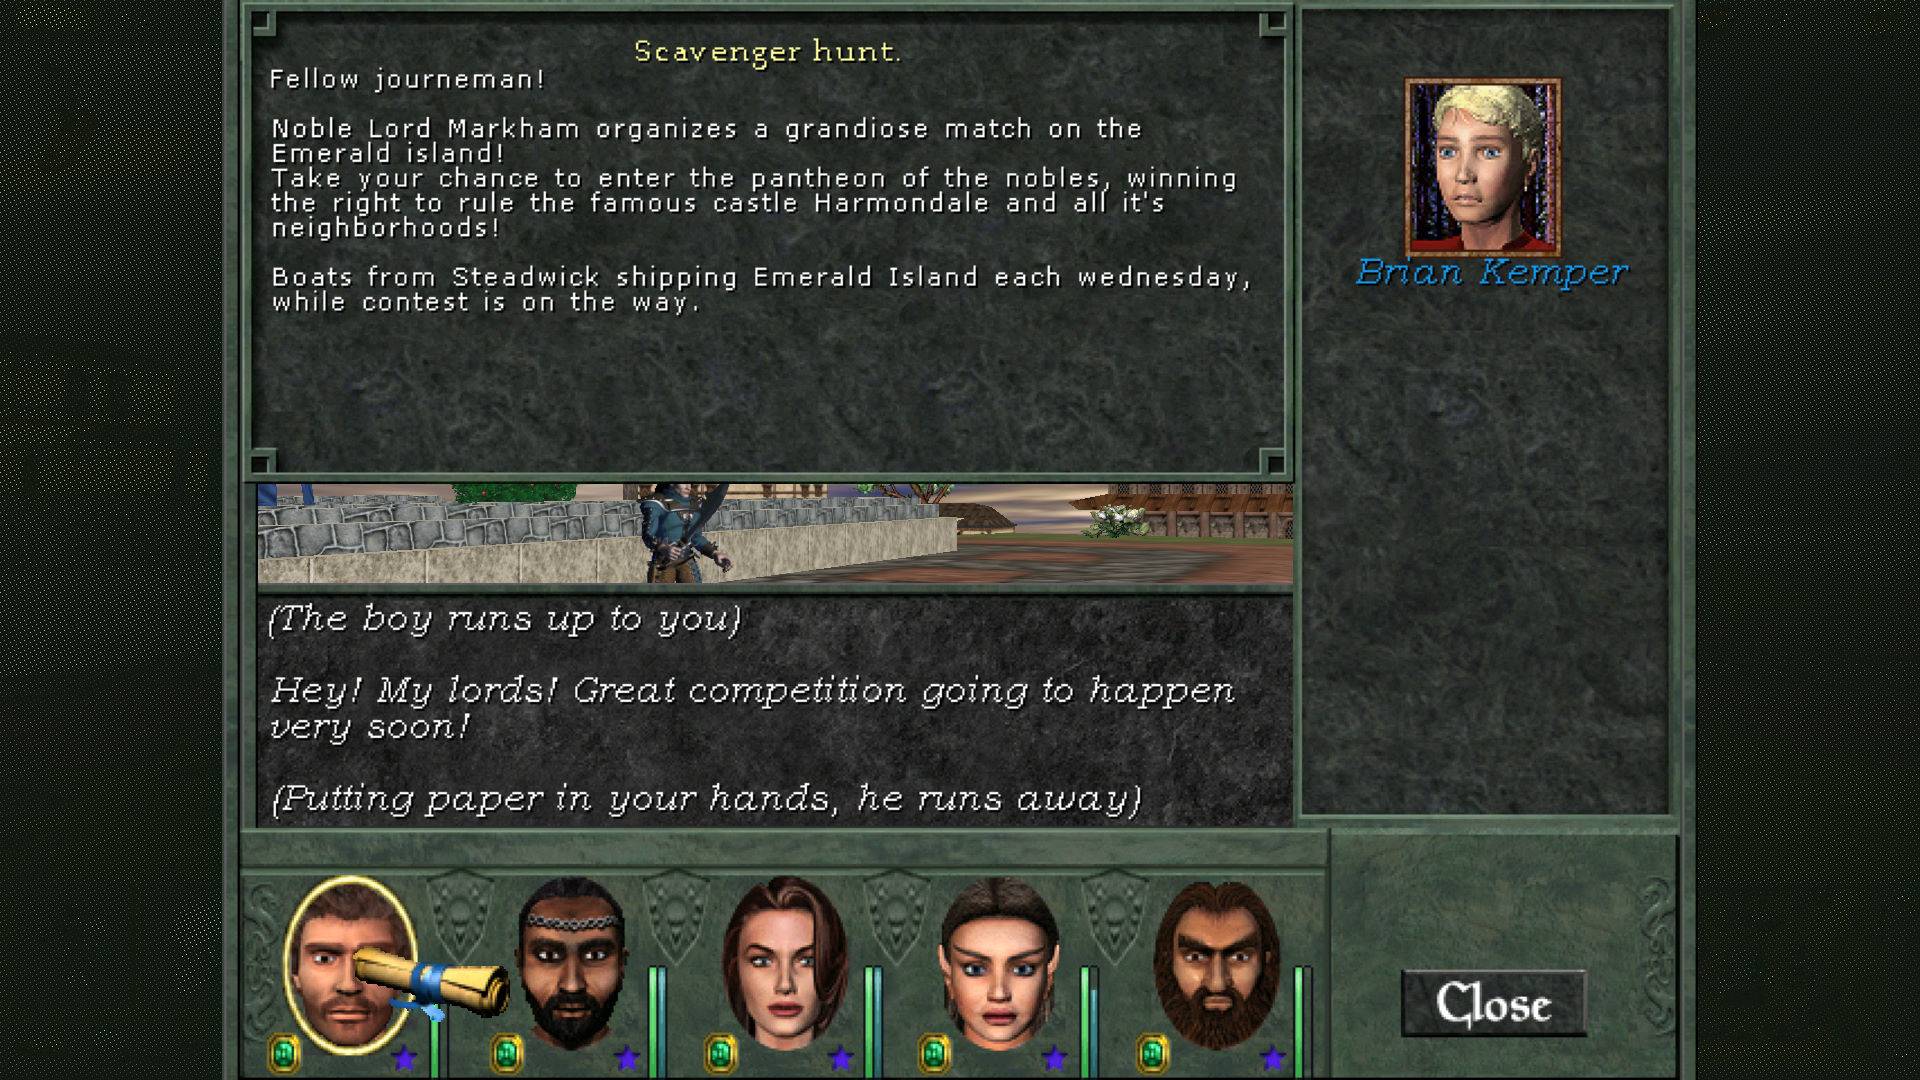 Scavenger hunt.
Fellow journeman!
Noble Lord Markham organizes a grandiose match on the
Emerald island!
Take your chance to enter the pantheon of the nobles, winning
the right to rule the famous castle Harmondale and all it's
neighborhoods!
Boats from Steadwick shipping Emerald Island each wednesday,
while contest is on the way.
Brian Kemper
(The boy runs up to you)
Hey! My lords! Great competition going to happen
very soon!
(Putting paper in your hands, he runs away)
Close